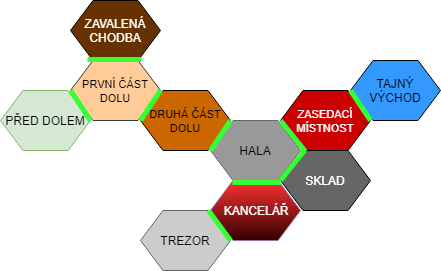 ZAVALENÁ
CHODBA
PRVNÍ ČÁST
DOLU
TAJNÝ
VÝCHOD
PŘED DOLEM
DRUHÁ ČÁST
DOLU
ZASEDACÍ
MÍSTNOST
HALA
SKLAD
KANCELÁŘ
TREZOR